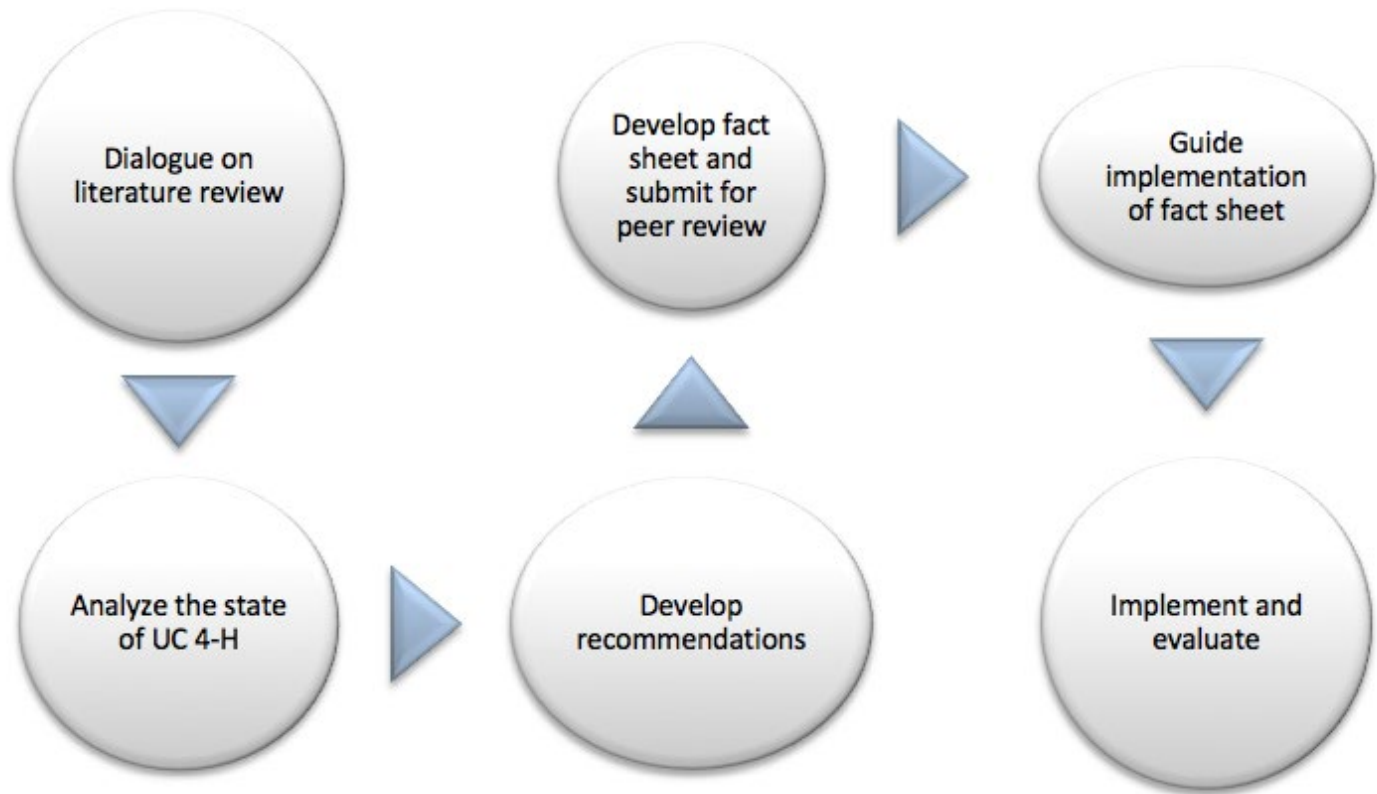 Dialogue on
literature review
Analyze the state
of UC 4-H
Develop
recommendations
Develop fact
sheet and
submit for
peer review
Guide
implementation
of fact sheet
Implement and
evaluate